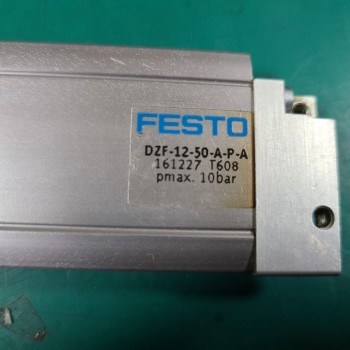 FESTO
DZF-12-50-A-P-A
161227 T608
pmax. 10bar